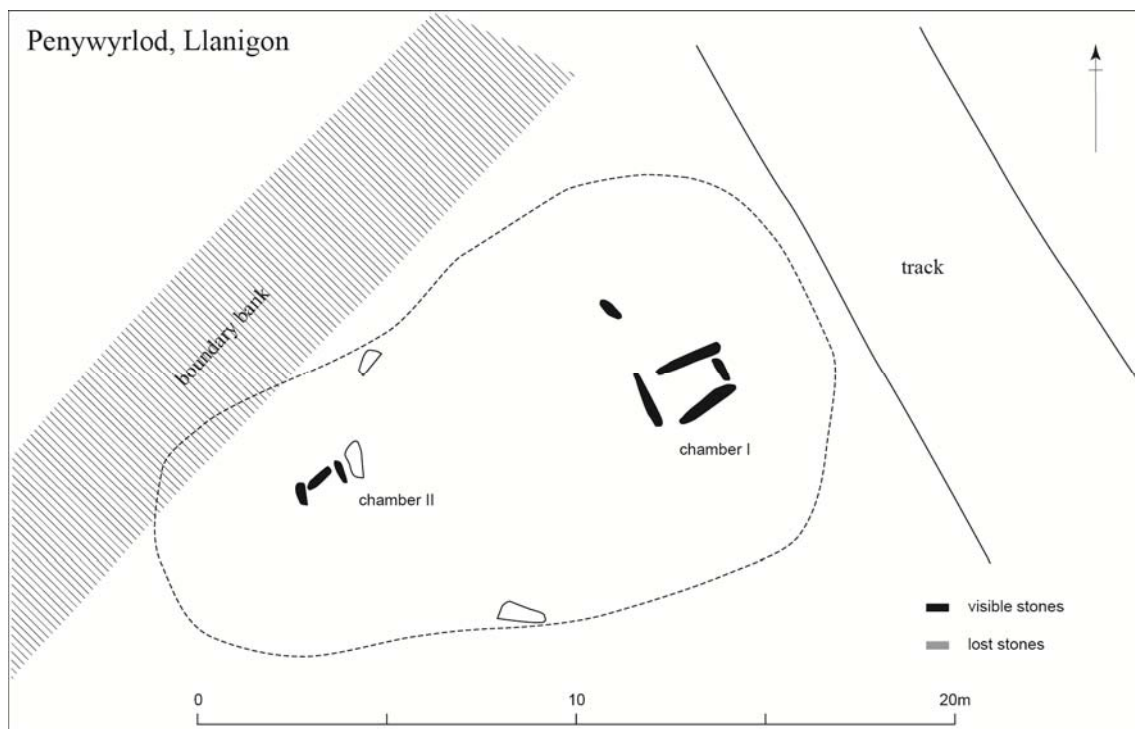 Penywyrlod, Llanigon
boundary bank
track
chamber I
chamber II
visible stones
lost stones
0 10 20m